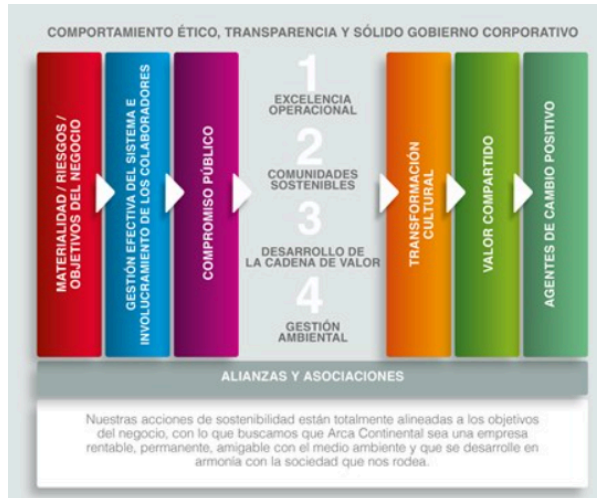 COMPORTAMIENTO ÉTICO, TRANSPARENCIA Y SÓLIDO GOBIERNO CORPORATIVO
MATERIALIDAD / RIESGOS /
OBJETIVOS DEL NEGOCIO
GESTIÓN EFECTIVA DEL SISTEMA E
INVOLUCRAMIENTO DE LOS COLABORADORES
COMPROMISO PÚBLICO
1
EXCELENCIA
OPERACIONAL
2
COMUNIDADES
SOSTENIBLES
3
DESARROLLO DE
LA CADENA DE VALOR
4
GESTIÓN
AMBIENTAL
TRANSFORMACIÓN
CULTURAL
VALOR COMPARTIDO
AGENTES DE CAMBIO POSITIVO
ALIANZAS Y ASOCIACIONES
Nuestras acciones de sostenibilidad están totalmente alineadas a los objetivos
del negocio, con lo que buscamos que Arca Continental sea una empresa
rentable, permanente, amigable con el medio ambiente y que se desarrolle en
armonía con la sociedad que nos rodea.